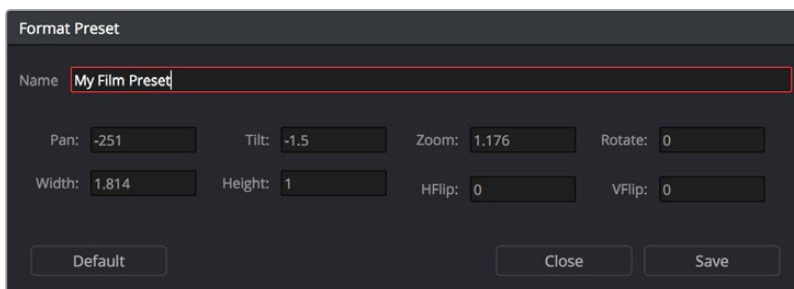 Format Preset
Name My Film Preset
Pan: -251 Tilt: -1.5 Zoom: 1.176 Rotate: 0
Width: 1.814 Height: 1 HFlip: 0 VFlip: 0
Default Close Save